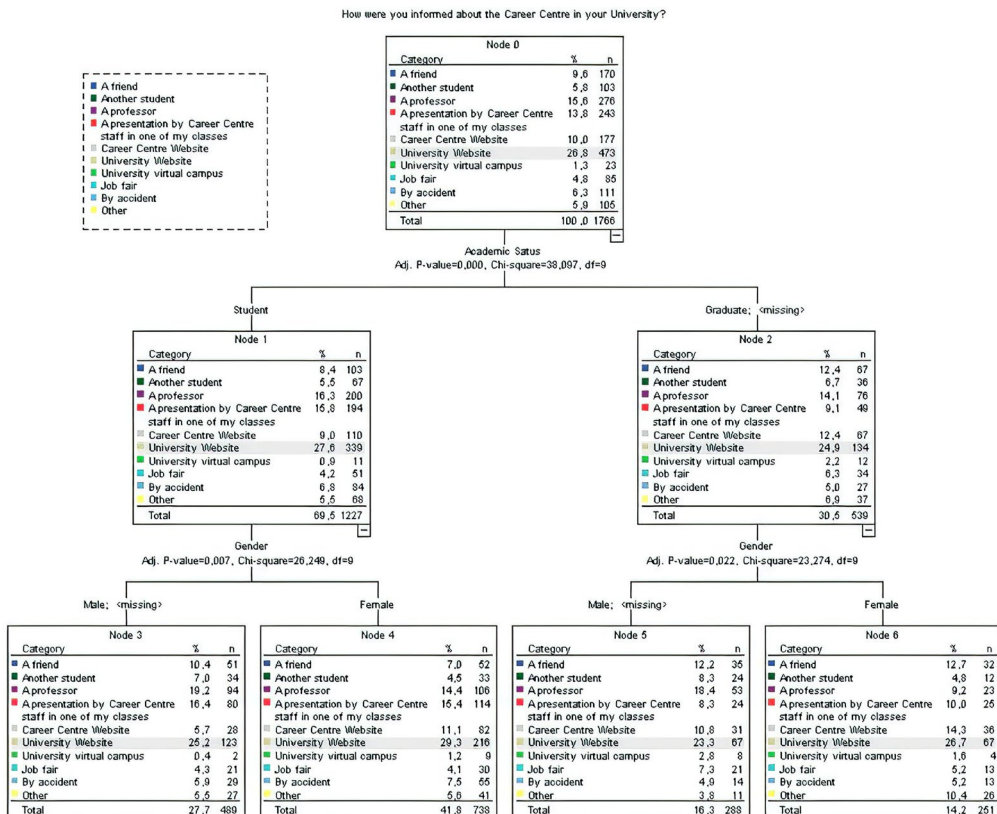 How were you informed about the Career Centre in your University?
A friend
Another student
A professor
A presentation by Career Centre
staff in one of my classes
Career Centre Website
University Website
University virtual campus
Job fair
By accident
Other
Node 0
Category % n
A friend 9,6 170
Another student 5,8 103
A professor 15,6 276
A presentation by Career Centre 13,8 243
staff in one of my classes
Career Centre Website 10,0 177
University Website 26,8 473
University virtual campus 1,3 23
Job fair 4,8 85
By accident 6,3 111
Other 5,9 105
Total 100,0 1766
Academic Satus
Adj. P-value=0,000, Chi-square=38,097, df=9
Student
Node 1
Category % n
A friend 8,4 103
Another student 5,5 67
A professor 16,3 200
A presentation by Career Centre 15,8 194
staff in one of my classes
Career Centre Website 9,0 110
University Website 27,6 339
University virtual campus 0,9 11
Job fair 4,2 51
By accident 6,8 84
Other 5,5 68
Total 69,5 1227
Gender
Adj. P-value=0,007, Chi-square=26,249, df=9
Graduate; <missing>
Node 2
Category % n
A friend 12,4 67
Another student 6,7 36
A professor 14,1 76
A presentation by Career Centre 9,1 49
staff in one of my classes
Career Centre Website 12,4 67
University Website 24,9 134
University virtual campus 2,2 12
Job fair 6,3 34
By accident 5,0 27
Other 6,9 37
Total 30,5 539
Gender
Adj. P-value=0,022, Chi-square=23,274, df=9
Male; <missing>
Node 3
Category % n
A friend 10,4 51
Another student 7,0 34
A professor 19,2 94
A presentation by Career Centre 16,4 80
staff in one of my classes
Career Centre Website 5,7 28
University Website 25,2 123
University virtual campus 0,4 2
Job fair 4,3 21
By accident 5,9 29
Other 5,5 27
Total 27,7 489
Female
Node 4
Category % n
A friend 7,0 52
Another student 4,5 33
A professor 14,4 106
A presentation by Career Centre 15,4 114
staff in one of my classes
Career Centre Website 11,1 82
University Website 29,3 216
University virtual campus 1,2 9
Job fair 4,1 30
By accident 7,5 55
Other 5,6 41
Total 41,8 738
Male; <missing>
Node 5
Category % n
A friend 12,2 35
Another student 8,3 24
A professor 18,4 53
A presentation by Career Centre 8,3 24
staff in one of my classes
Career Centre Website 10,8 31
University Website 23,3 67
University virtual campus 2,8 8
Job fair 7,3 21
By accident 4,9 14
Other 3,8 11
Total 16,3 288
Female
Node 6
Category % n
A friend 12,7 32
Another student 4,8 12
A professor 9,2 23
A presentation by Career Centre 10,0 25
staff in one of my classes
Career Centre Website 14,3 36
University Website 26,7 67
University virtual campus 1,6 4
Job fair 5,2 13
By accident 5,2 13
Other 10,4 26
Total 14,2 251